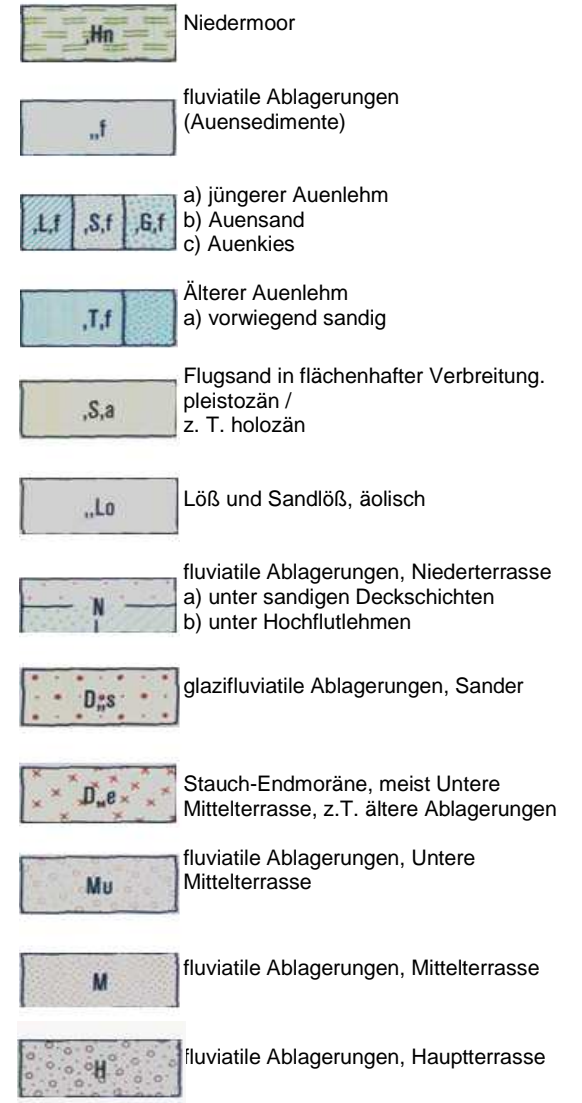 ,Hn
Niedermoor
,,f
fluviatile Ablagerungen
(Auensedimente)
,L,f ,S,f ,G,f
a) jüngerer Auenlehm
b) Auensand
c) Auenkies
,T,f
Älterer Auenlehm
a) vorwiegend sandig
,S,a
Flugsand in flächenhafter Verbreitung.
pleistozän /
z. T. holozän
,,Lo
Löß und Sandlöß, äolisch
N
fluviatile Ablagerungen, Niederterrasse
a) unter sandigen Deckschichten
b) unter Hochflutlehmen
D,,s
glazifluviatile Ablagerungen, Sander
D,,e
Stauch-Endmoräne, meist Untere
Mittelterrasse, z.T. ältere Ablagerungen
Mu
fluviatile Ablagerungen, Untere
Mittelterrasse
M
fluviatile Ablagerungen, Mittelterrasse
H
fluviatile Ablagerungen, Hauptterrasse